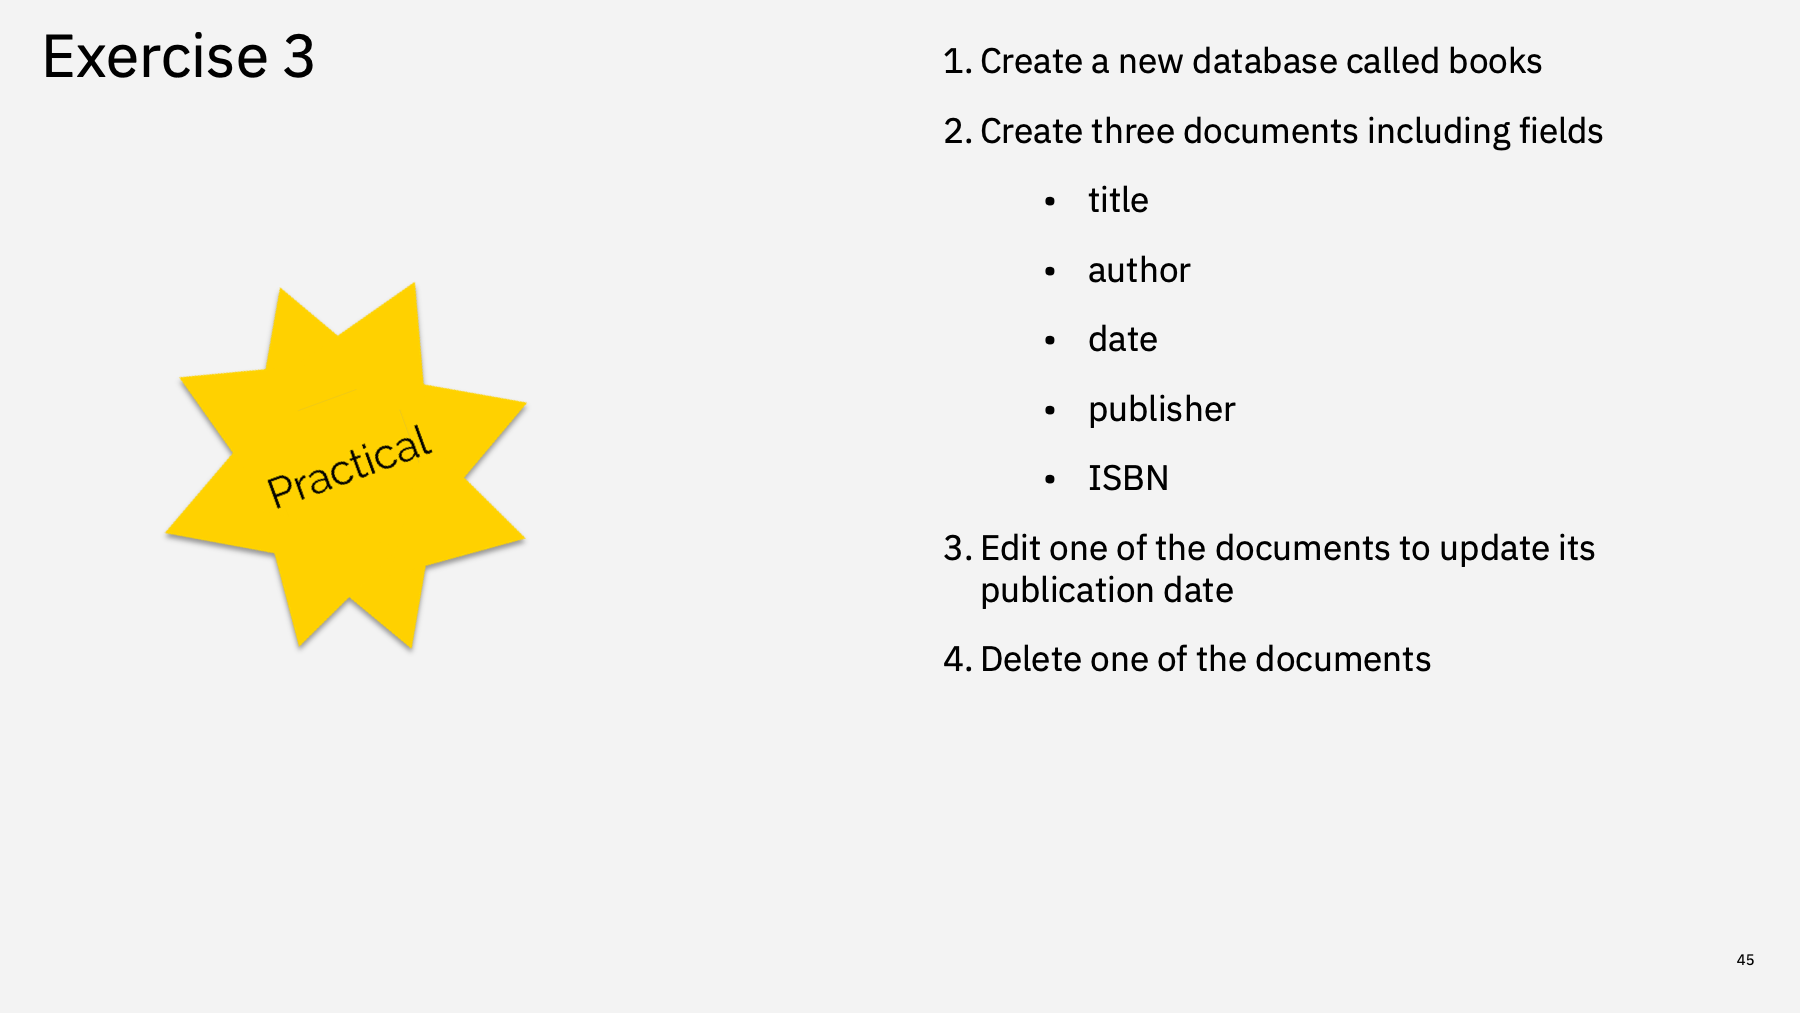 Exercise 3
Practical
1. Create a new database called books
2. Create three documents including fields
• title
• author
• date
• publisher
• ISBN
3. Edit one of the documents to update its
publication date
4. Delete one of the documents
45